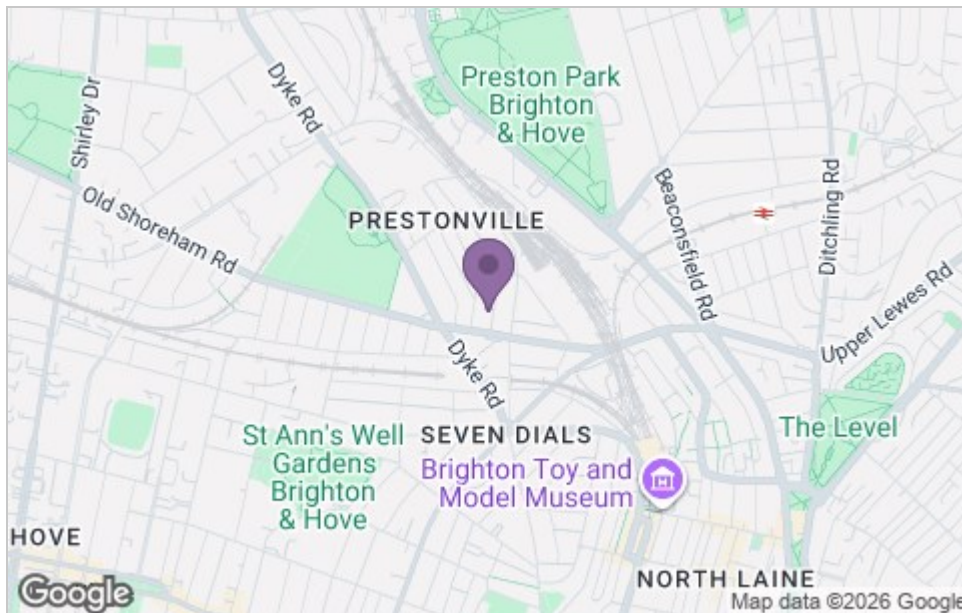 Preston Park
Brighton
& Hove
Dyke Rd
Shirley Dr
Beaconsfield Rd
Ditchling Rd
PRESTONVILLE
Old Shoreham Rd
Upper Lewes Rd
Dyke Rd
The Level
SEVEN DIALS
St Ann's Well
Gardens
Brighton
& Hove
Brighton Toy and
Model Museum
HOVE
NORTH LAINE
Google
Map data ©2026 Google